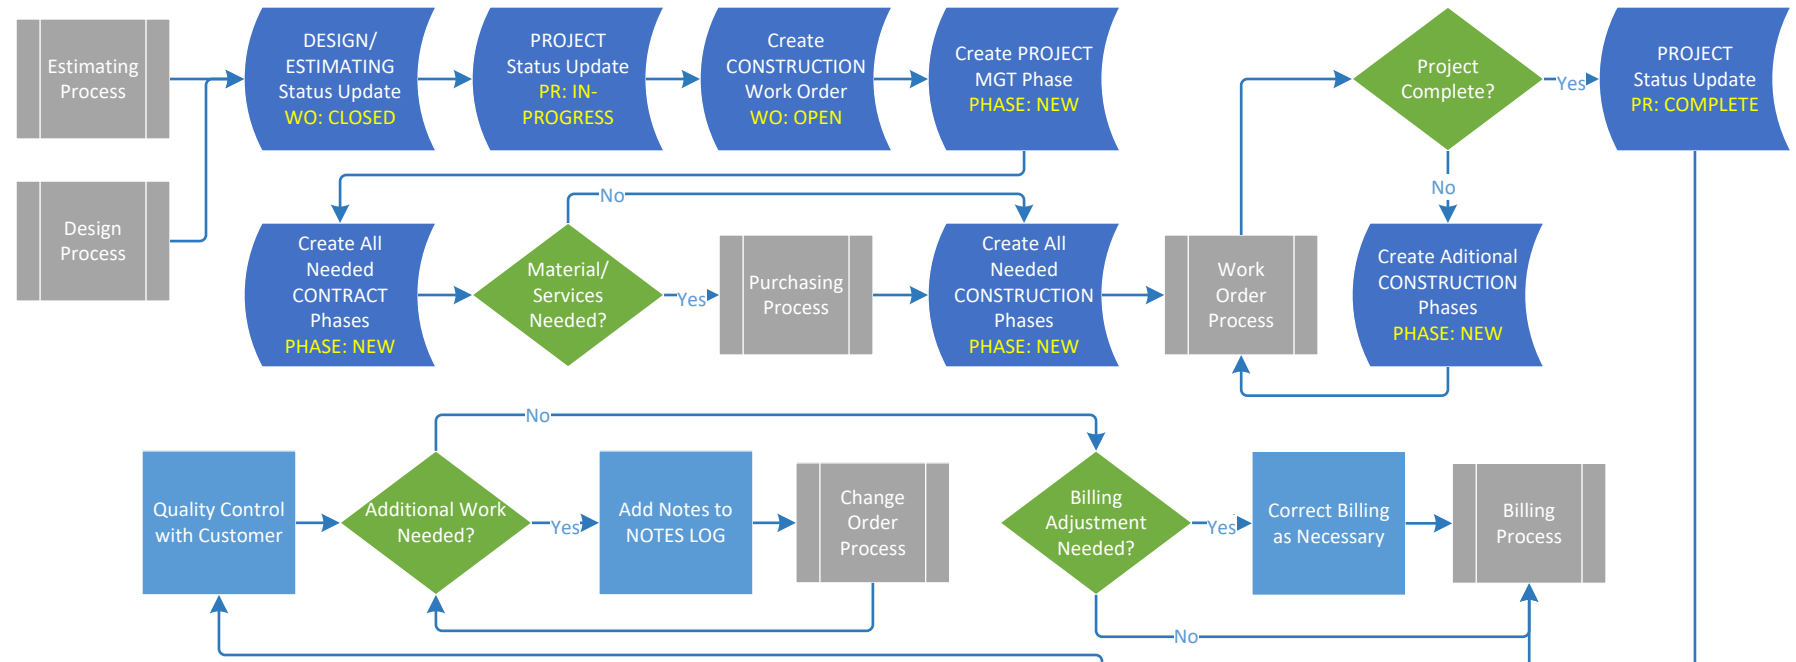 Estimating
Process
DESIGN/
ESTIMATING
Status Update
WO: CLOSED
PROJECT
Status Update
PR: IN-
PROGRESS
Create
CONSTRUCTION
Work Order
WO: OPEN
Create PROJECT
MGT Phase
PHASE: NEW
Project
Complete?
Yes
PROJECT
Status Update
PR: COMPLETE
Design
Process
No
No
Create All
Needed
CONTRACT
Phases
PHASE: NEW
Material/
Services
Needed?
Yes
Purchasing
Process
Create All
Needed
CONSTRUCTION
Phases
PHASE: NEW
Work
Order
Process
Create Aditional
CONSTRUCTION
Phases
PHASE: NEW
No
Quality Control
with Customer
Additional Work
Needed?
Yes
Add Notes to
NOTES LOG
Change
Order
Process
Billing
Adjustment
Needed?
Yes
Correct Billing
as Necessary
Billing
Process
No